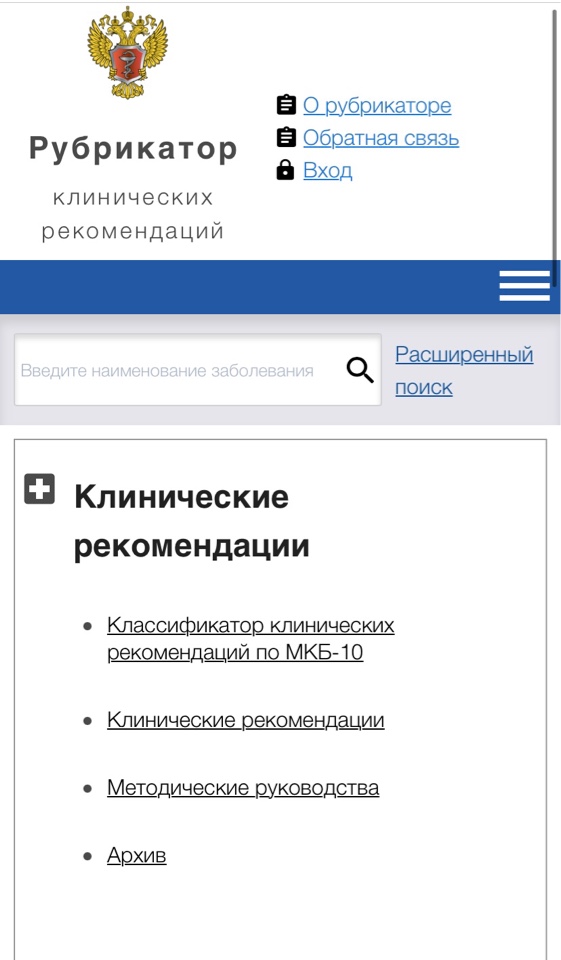 Рубрикатор
клинических
рекомендаций
О рубрикаторе
Обратная связь
Вход
Введите наименование заболевания
Расширенный
поиск
Клинические
рекомендации
Классификатор клинических
рекомендаций по МКБ-10
Клинические рекомендации
Методические руководства
Архив